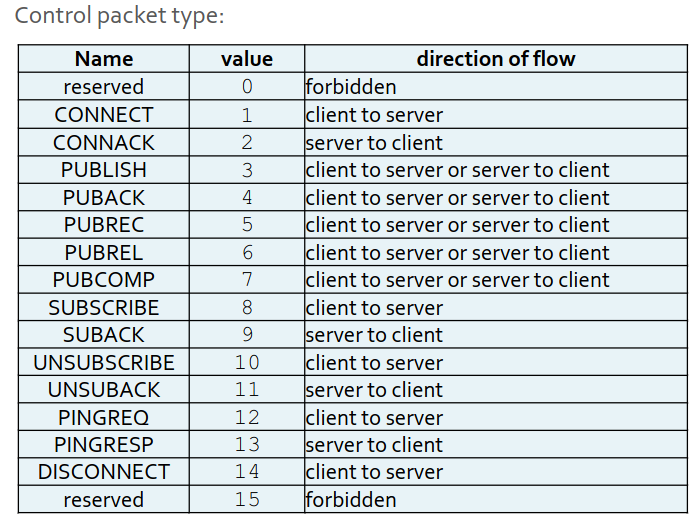 Control packet type:
Name value direction of flow
reserved 0 forbidden
CONNECT 1 client to server
CONNACK 2 server to client
PUBLISH 3 client to server or server to client
PUBACK 4 client to server or server to client
PUBREC 5 client to server or server to client
PUBREL 6 client to server or server to client
PUBCOMP 7 client to server or server to client
SUBSCRIBE 8 client to server
SUBACK 9 server to client
UNSUBSCRIBE 10 client to server
UNSUBACK 11 server to client
PINGREQ 12 client to server
PINGRESP 13 server to client
DISCONNECT 14 client to server
reserved 15 forbidden